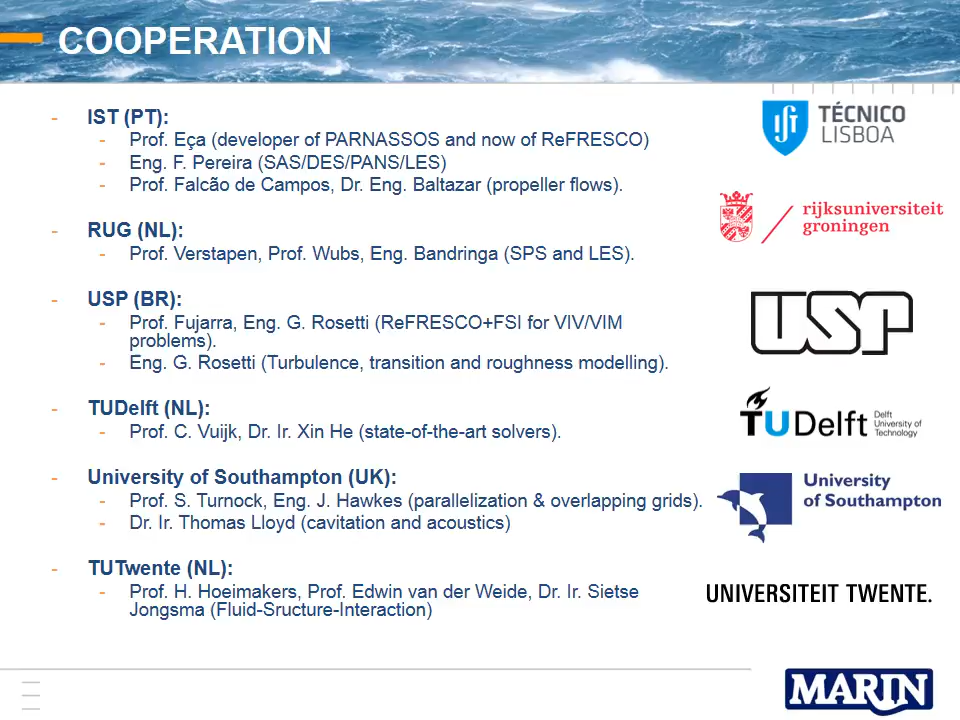 COOPERATION
- IST (PT):
- Prof. Eça (developer of PARNASSOS and now of ReFRESCO)
- Eng. F. Pereira (SAS/DES/PANS/LES)
- Prof. Falcão de Campos, Dr. Eng. Baltazar (propeller flows).
TÉCNICO
LISBOA
- RUG (NL):
- Prof. Verstapen, Prof. Wubs, Eng. Bandringa (SPS and LES).
rijksuniversiteit
groningen
- USP (BR):
- Prof. Fujarra, Eng. G. Rosetti (ReFRESCO+FSI for VIV/VIM
problems).
- Eng. G. Rosetti (Turbulence, transition and roughness modelling).
USP
- TUDelft (NL):
- Prof. C. Vuijk, Dr. Ir. Xin He (state-of-the-art solvers).
TU Delft
Delft
University of
Technology
- University of Southampton (UK):
- Prof. S. Turnock, Eng. J. Hawkes (parallelization & overlapping grids).
- Dr. Ir. Thomas Lloyd (cavitation and acoustics)
University
of Southampton
- TUTwente (NL):
- Prof. H. Hoeimakers, Prof. Edwin van der Weide, Dr. Ir. Sietse
Jongsma (Fluid-Sructure-Interaction)
UNIVERSITEIT TWENTE.
MARIN